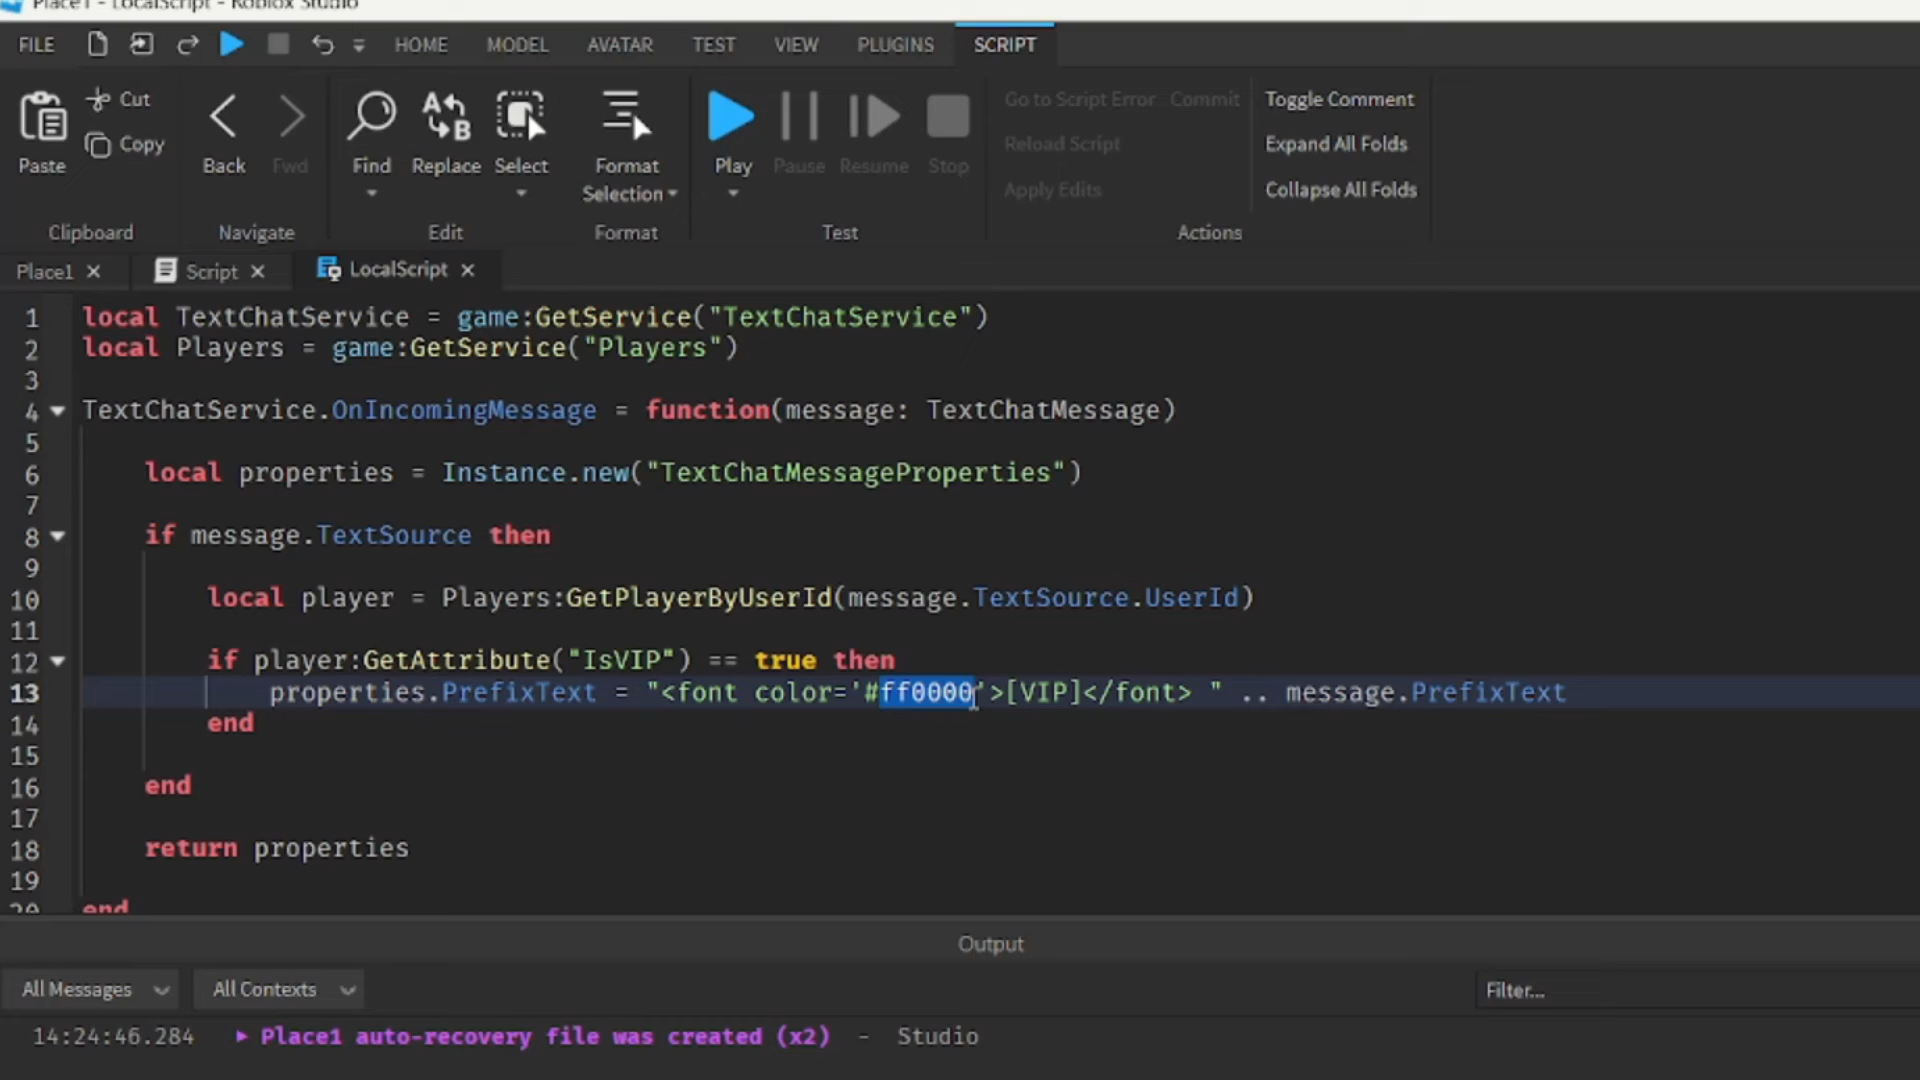 Place1 - LocalScript - Roblox Studio
FILE HOME MODEL AVATAR TEST VIEW PLUGINS SCRIPT
Paste Cut Copy
Clipboard
Back Fwd
Navigate
Find Replace Select
Edit
Format Selection
Format
Play Pause Resume Stop
Test
Go to Script Error Commit Toggle Comment
Reload Script Expand All Folds
Apply Edits Collapse All Folds
Actions
Place1 Script LocalScript
1 local TextChatService = game:GetService("TextChatService")
2 local Players = game:GetService("Players")
3
4 TextChatService.OnIncomingMessage = function(message: TextChatMessage)
5
6 local properties = Instance.new("TextChatMessageProperties")
7
8 if message.TextSource then
9
10 local player = Players:GetPlayerByUserId(message.TextSource.UserId)
11
12 if player:GetAttribute("IsVIP") == true then
13 properties.PrefixText = "<font color='#ff0000'>[VIP]</font> " .. message.PrefixText
14 end
15
16 end
17
18 return properties
19
20 end
Output
All Messages All Contexts Filter...
14:24:46.284 Place1 auto-recovery file was created (x2) - Studio